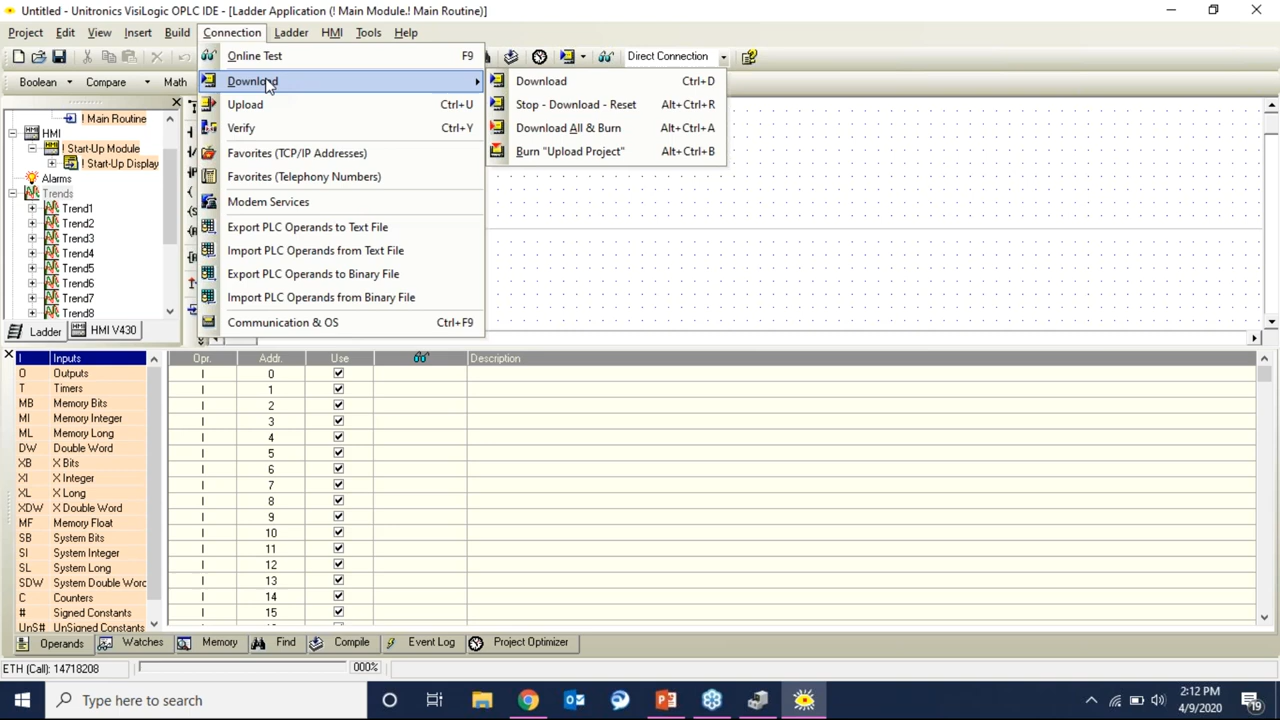 Untitled - Unitronics VisiLogic OPLC IDE - [Ladder Application (! Main Module.! Main Routine)]
Project Edit View Insert Build Connection Ladder HMI Tools Help
Direct Connection
Boolean Compare Math
Online Test F9
Download
Upload Ctrl+U
Verify Ctrl+Y
Favorites (TCP/IP Addresses)
Favorites (Telephony Numbers)
Modem Services
Export PLC Operands to Text File
Import PLC Operands from Text File
Export PLC Operands to Binary File
Import PLC Operands from Binary File
Communication & OS Ctrl+F9
Download Ctrl+D
Stop - Download - Reset Alt+Ctrl+R
Download All & Burn Alt+Ctrl+A
Burn "Upload Project" Alt+Ctrl+B
! Main Routine
HMI
! Start-Up Module
! Start-Up Display
Alarms
Trends
Trend1
Trend2
Trend3
Trend4
Trend5
Trend6
Trend7
Trend8
Ladder HMI V430
I Inputs
O Outputs
T Timers
MB Memory Bits
MI Memory Integer
ML Memory Long
DW Double Word
XB X Bits
XI X Integer
XL X Long
XDW X Double Word
MF Memory Float
SB System Bits
SI System Integer
SL System Long
SDW System Double Word
C Counters
# Signed Constants
UnS# UnSigned Constants
Opr. Addr. Use Description
I 0
I 1
I 2
I 3
I 4
I 5
I 6
I 7
I 8
I 9
I 10
I 11
I 12
I 13
I 14
I 15
Operands Watches Memory Find Compile Event Log Project Optimizer
ETH (Call): 14718208 000%
Type here to search
2:12 PM
4/9/2020
19